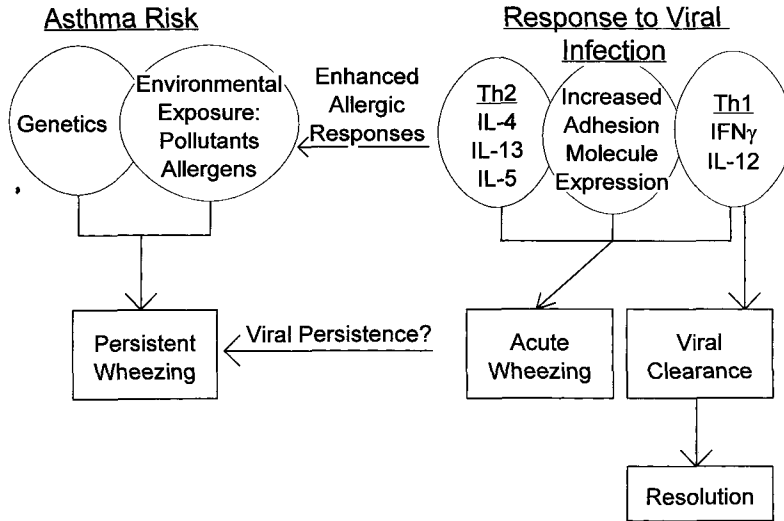 Asthma Risk
Genetics
Environmental
Exposure:
Pollutants
Allergens
Enhanced
Allergic
Responses
Response to Viral
Infection
Th2
IL-4
IL-13
IL-5
Increased
Adhesion
Molecule
Expression
Th1
IFNγ
IL-12
Persistent
Wheezing
Viral Persistence?
Acute
Wheezing
Viral
Clearance
Resolution